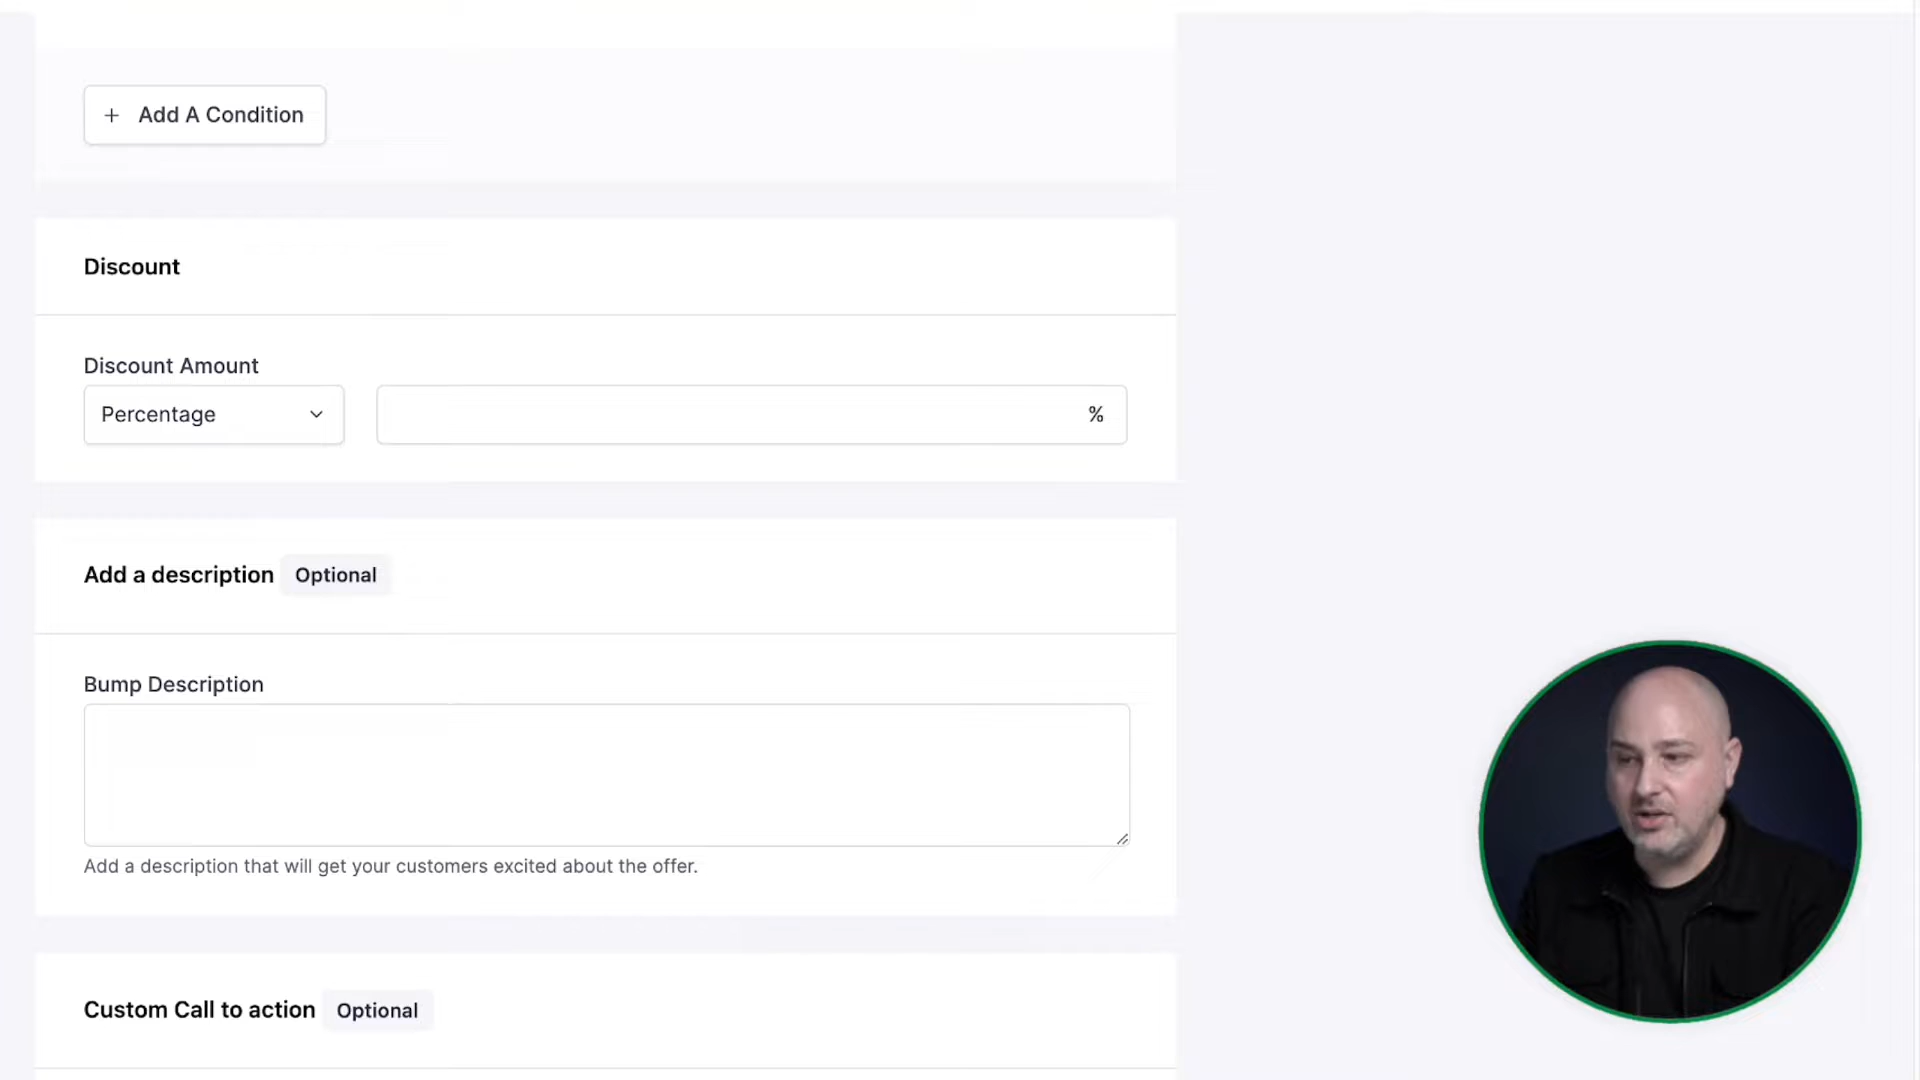 + Add A Condition
Discount
Discount Amount
Percentage %
Add a description Optional
Bump Description
Add a description that will get your customers excited about the offer.
Custom Call to action Optional